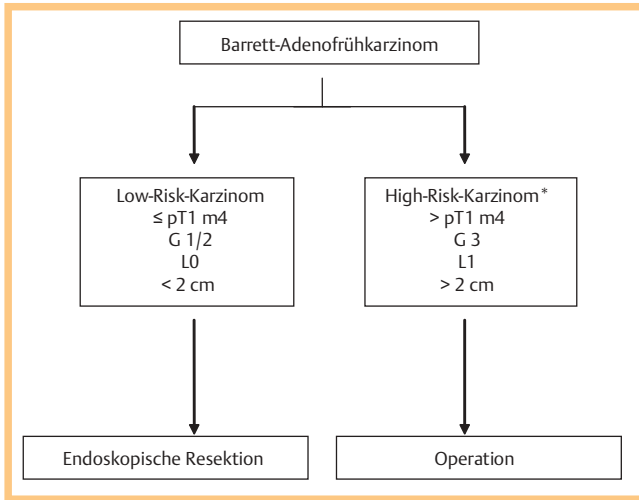 Barrett-Adenofrühkarzinom
Low-Risk-Karzinom
≤ pT1 m4
G 1/2
L0
< 2 cm
High-Risk-Karzinom*
> pT1 m4
G 3
L1
> 2 cm
Endoskopische Resektion
Operation